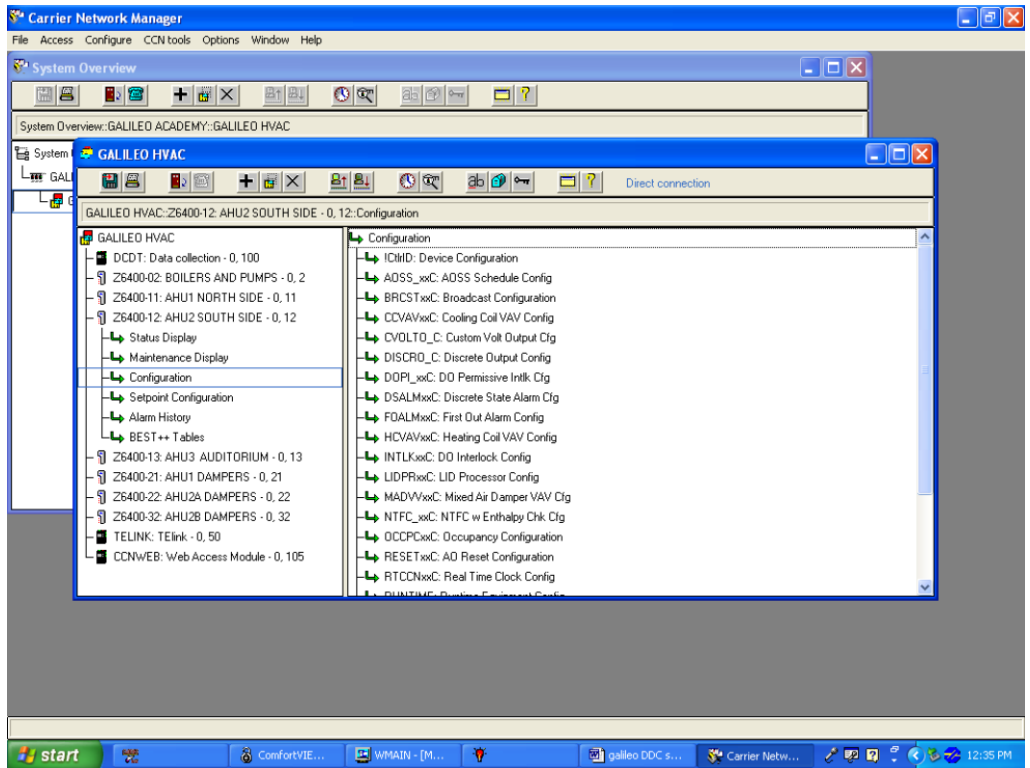 Carrier Network Manager
File Access Configure CCN tools Options Window Help
System Overview
System Overview::GALILEO ACADEMY::GALILEO HVAC
System
GALI
GALILEO HVAC
Direct connection
GALILEO HVAC::Z6400-12: AHU2 SOUTH SIDE - 0, 12::Configuration
GALILEO HVAC
DCDT: Data collection - 0, 100
Z6400-02: BOILERS AND PUMPS - 0, 2
Z6400-11: AHU1 NORTH SIDE - 0, 11
Z6400-12: AHU2 SOUTH SIDE - 0, 12
Status Display
Maintenance Display
Configuration
Setpoint Configuration
Alarm History
BEST++ Tables
Z6400-13: AHU3 AUDITORIUM - 0, 13
Z6400-21: AHU1 DAMPERS - 0, 21
Z6400-22: AHU2A DAMPERS - 0, 22
Z6400-32: AHU2B DAMPERS - 0, 32
TELINK: TElink - 0, 50
CCNWEB: Web Access Module - 0, 105
Configuration
!CtlrID: Device Configuration
AOSS_xxC: AOSS Schedule Config
BRCSTxxC: Broadcast Configuration
CCVAVxxC: Cooling Coil VAV Config
CVOLTO_C: Custom Volt Output Cfg
DISCRO_C: Discrete Output Config
DOPI_xxC: DO Permissive Intlk Cfg
DSALMxxC: Discrete State Alarm Cfg
FOALMxxC: First Out Alarm Config
HCVAVxxC: Heating Coil VAV Config
INTLKxxC: DO Interlock Config
LIDPRxxC: LID Processor Config
MADVVxxC: Mixed Air Damper VAV Cfg
NTFC_xxC: NTFC w Enthalpy Chk Cfg
OCCPCxxC: Occupancy Configuration
RESETxxC: AO Reset Configuration
RTCCNxxC: Real Time Clock Config
RUNTIME: Runtime Equipment Config
start
ComfortVIE...
WMAIN - [M...
galileo DDC s...
Carrier Netw...
12:35 PM